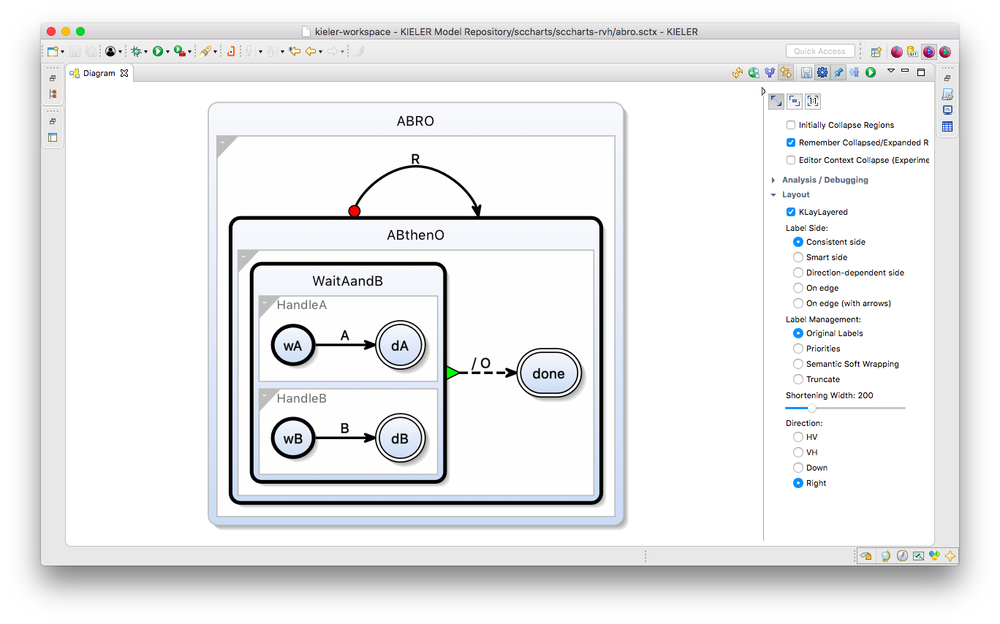 kieler-workspace - KIELER Model Repository/sccharts/sccharts-rvh/abro.sctx - KIELER
Quick Access
GIT
Diagram
ABRO
R
ABthenO
WaitAandB
HandleA
wA
A
dA
/ O
done
HandleB
wB
B
dB
[1:1]
Initially Collapse Regions
Remember Collapsed/Expanded R
Editor Context Collapse (Experime
Analysis / Debugging
Layout
KLayLayered
Label Side:
Consistent side
Smart side
Direction-dependent side
On edge
On edge (with arrows)
Label Management:
Original Labels
Priorities
Semantic Soft Wrapping
Truncate
Shortening Width: 200
Direction:
HV
VH
Down
Right